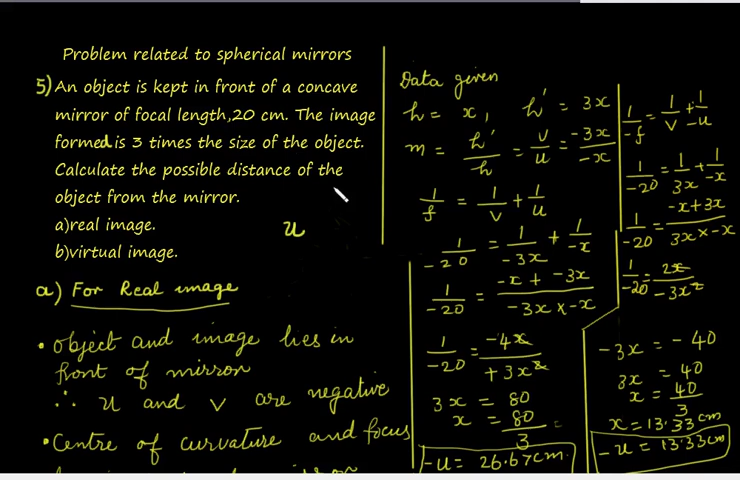 Problem related to spherical mirrors
5) An object is kept in front of a concave
mirror of focal length,20 cm. The image
formed is 3 times the size of the object.
Calculate the possible distance of the
object from the mirror.
a)real image.
b)virtual image.
u
a) For Real image
• object and image lies in
front of mirror
∴ u and v are negative
• Centre of curvature and focus
Data given
h = x, h' = 3x
m = h'/h = v/u = -3x/-x
1/f = 1/v + 1/u
1/-20 = 1/-3x + 1/-x
1/-20 = -x + -3x/-3x × -x
1/-20 = -4x/+3x²
3x = 80
x = 80/3 =
-u = 26.67cm
1/-f = 1/v + 1/-u
1/-20 = 1/3x + 1/-x
1/-20 = -x+3x/3x × -x
1/-20 = 2x/-3x²
-3x = -40
3x = 40
x = 40/3
x = 13.33cm
-u = 13.33cm